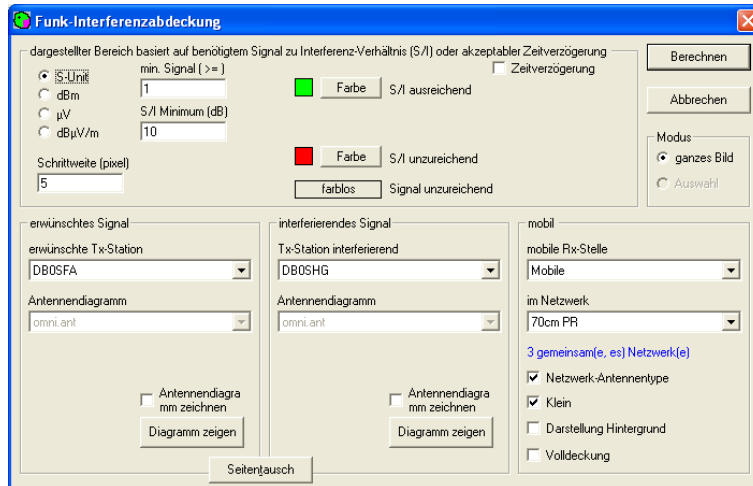 Funk-Interferenzabdeckung
dargestellter Bereich basiert auf benötigtem Signal zu Interferenz-Verhältnis (S/I) oder akzeptabler Zeitverzögerung
S-Unit
dBm
µV
dBµV/m
min. Signal ( >= )
1
S/I Minimum (dB)
10
Schrittweite (pixel)
5
Zeitverzögerung
Farbe S/I ausreichend
Farbe S/I unzureichend
farblos Signal unzureichend
Berechnen
Abbrechen
Modus
ganzes Bild
Auswahl
erwünschtes Signal
erwünschte Tx-Station
DB0SFA
Antennendiagramm
omni.ant
Antennendiagra
mm zeichnen
Diagramm zeigen
interferierendes Signal
Tx-Station interferierend
DB0SHG
Antennendiagramm
omni.ant
Antennendiagra
mm zeichnen
Diagramm zeigen
Seitentausch
mobil
mobile Rx-Stelle
Mobile
im Netzwerk
70cm PR
3 gemeinsam(e, es) Netzwerk(e)
Netzwerk-Antennentype
Klein
Darstellung Hintergrund
Volldeckung